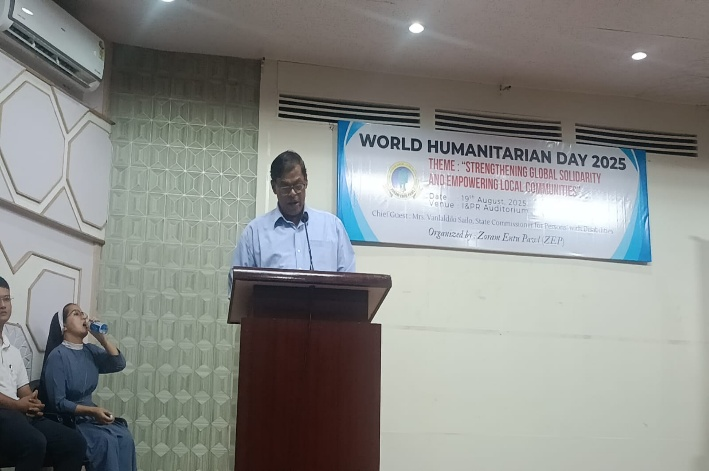 WORLD HUMANITARIAN DAY 2025
THEME : "STRENGTHENING GLOBAL SOLIDARITY
AND EMPOWERING LOCAL COMMUNITIES"
Date : 19th August, 2025
Venue : I&PR Auditorium
Chief Guest : Mrs. Vanlaldiki Sailo, State Commissioner for Persons with Disabilities
Organized by : Zoram Entu Pawl (ZEP)